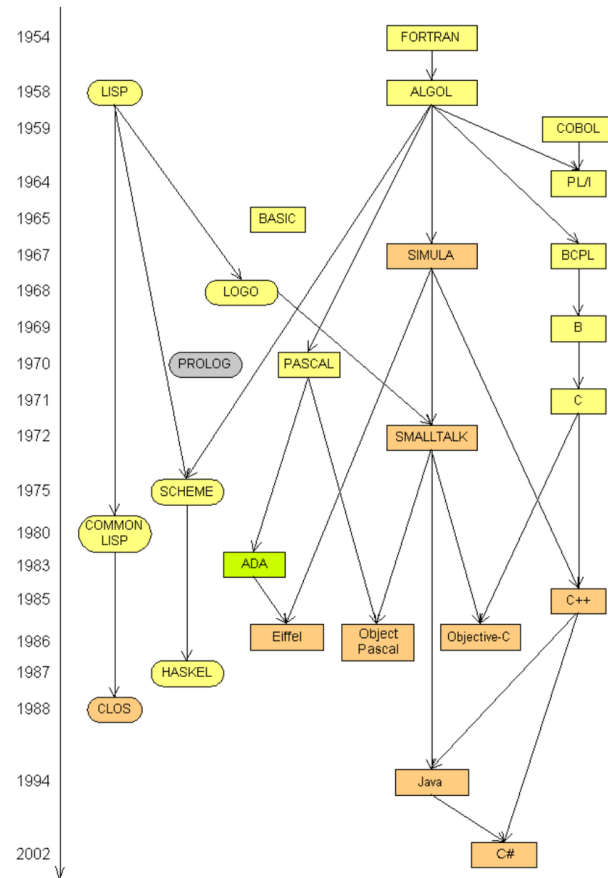 1954
FORTRAN
1958
LISP
ALGOL
1959
COBOL
1964
PL/I
1965
BASIC
1967
SIMULA
BCPL
1968
LOGO
1969
B
1970
PROLOG
PASCAL
1971
C
1972
SMALLTALK
1975
SCHEME
1980
COMMON
LISP
1983
ADA
1985
C++
1986
Eiffel
Object
Pascal
Objective-C
1987
HASKEL
1988
CLOS
1994
Java
2002
C#